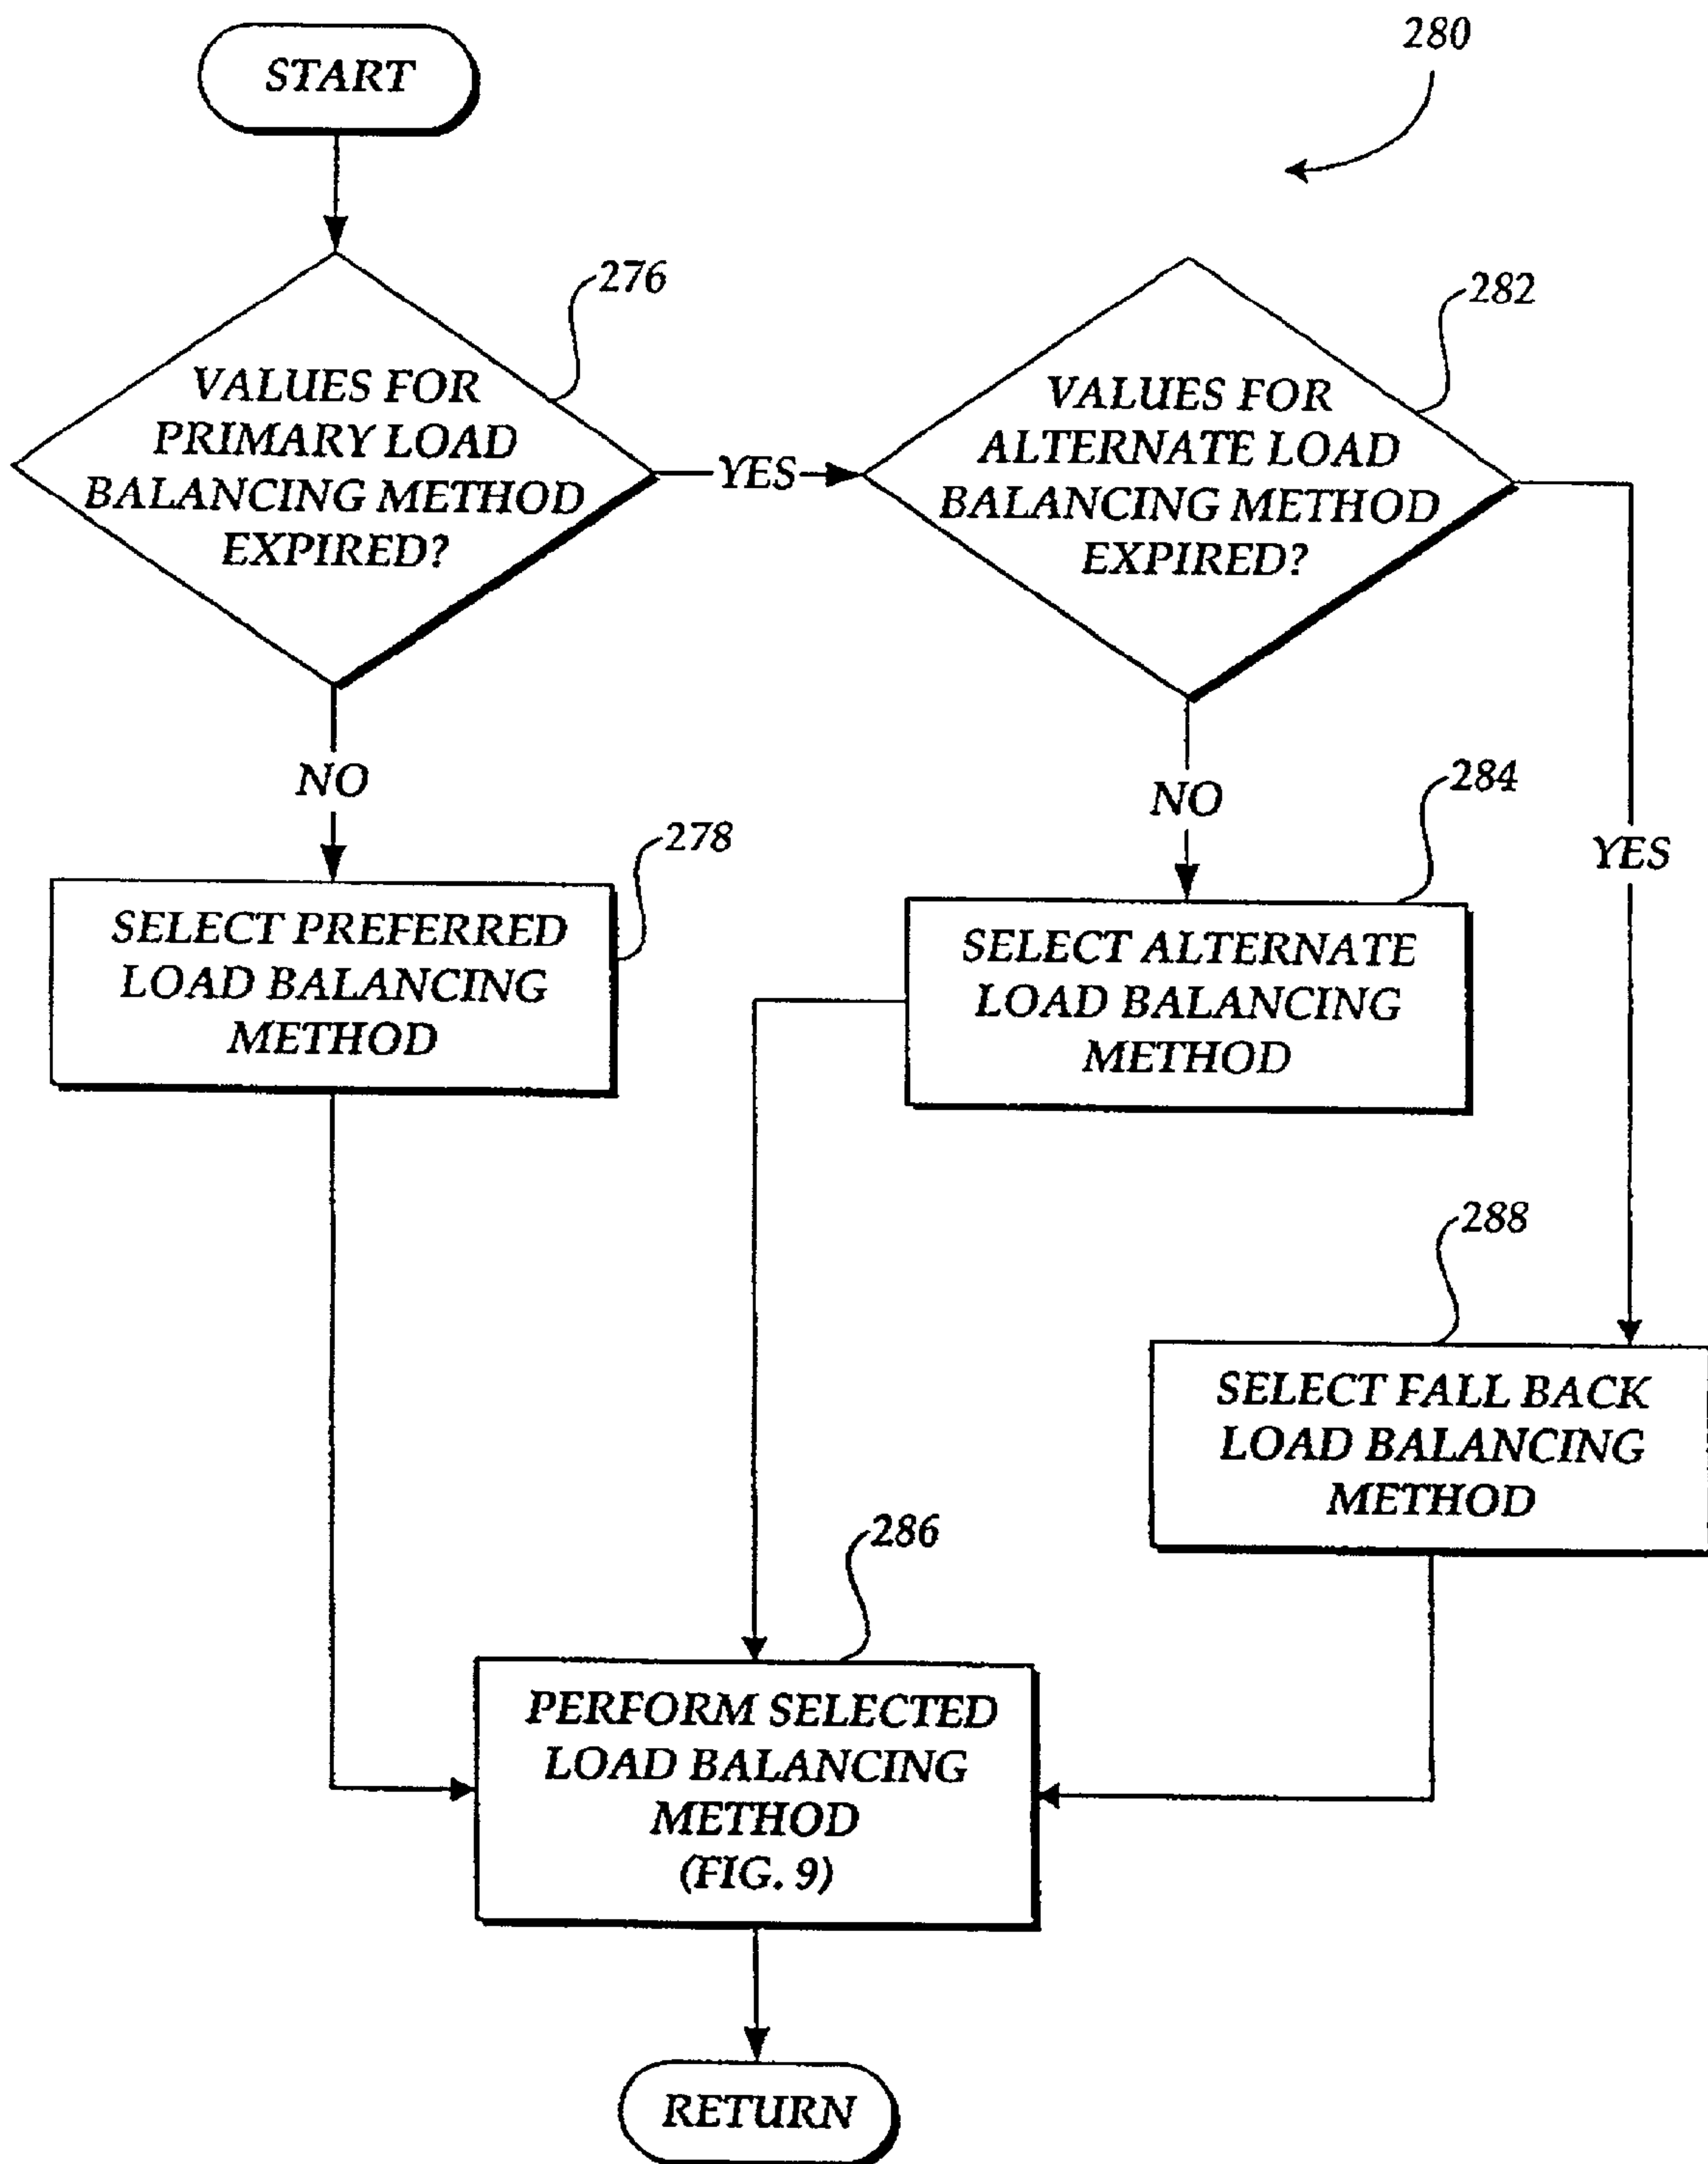 START
280
276
VALUES FOR
PRIMARY LOAD
BALANCING METHOD
EXPIRED?
YES
282
VALUES FOR
ALTERNATE LOAD
BALANCING METHOD
EXPIRED?
NO
278
SELECT PREFERRED
LOAD BALANCING
METHOD
NO
284
SELECT ALTERNATE
LOAD BALANCING
METHOD
YES
288
SELECT FALL BACK
LOAD BALANCING
METHOD
286
PERFORM SELECTED
LOAD BALANCING
METHOD
(FIG. 9)
RETURN